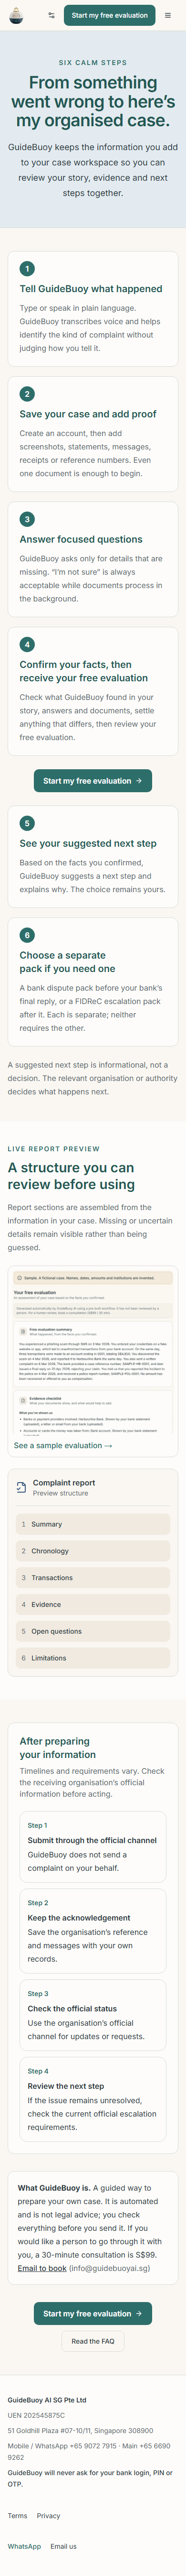 Start my free evaluation
SIX CALM STEPS
From something
went wrong to here's
my organised case.
GuideBuoy keeps the information you add
to your case workspace so you can
review your story, evidence and next
steps together.
1
Tell GuideBuoy what happened
Type or speak in plain language.
GuideBuoy transcribes voice and helps
identify the kind of complaint without
judging how you tell it.
2
Save your case and add proof
Create an account, then add
screenshots, statements, messages,
receipts or reference numbers. Even
one document is enough to begin.
3
Answer focused questions
GuideBuoy asks only for details that are
missing. “I'm not sure” is always
acceptable while documents process in
the background.
4
Confirm your facts, then
receive your free evaluation
Check what GuideBuoy found in your
story, answers and documents, settle
anything that differs, then review your
free evaluation.
Start my free evaluation →
5
See your suggested next step
Based on the facts you confirmed,
GuideBuoy suggests a next step and
explains why. The choice remains yours.
6
Choose a separate
pack if you need one
A bank dispute pack before your bank's
final reply, or a FIDReC escalation pack
after it. Each is separate; neither
requires the other.
A suggested next step is informational, not a
decision. The relevant organisation or authority
decides what happens next.
LIVE REPORT PREVIEW
A structure you can
review before using
Report sections are assembled from the
information in your case. Missing or uncertain
details remain visible rather than being
guessed.
Sample. A fictional case. Names, dates, amounts and institutions are invented.
Your free evaluation
Free evaluation summary
Evidence checklist
See a sample evaluation →
Complaint report
Preview structure
1 Summary
2 Chronology
3 Transactions
4 Evidence
5 Open questions
6 Limitations
After preparing
your information
Timelines and requirements vary. Check
the receiving organisation's official
information before acting.
Step 1
Submit through the official channel
GuideBuoy does not send a
complaint on your behalf.
Step 2
Keep the acknowledgement
Save the organisation's reference
and messages with your own
records.
Step 3
Check the official status
Use the organisation's official
channel for updates or requests.
Step 4
Review the next step
If the issue remains unresolved,
check the current official escalation
requirements.
What GuideBuoy is. A guided way to
prepare your own case. It is automated
and is not legal advice; you check
everything before you send it. If you
would like a person to go through it with
you, a 30-minute consultation is S$99.
Email to book (info@guidebuoyai.sg)
Start my free evaluation →
Read the FAQ
GuideBuoy AI SG Pte Ltd
UEN 202545875C
51 Goldhill Plaza #07-10/11, Singapore 308900
Mobile / WhatsApp +65 9072 7915 · Main +65 6690
9262
GuideBuoy will never ask for your bank login, PIN or
OTP.
Terms Privacy
WhatsApp Email us